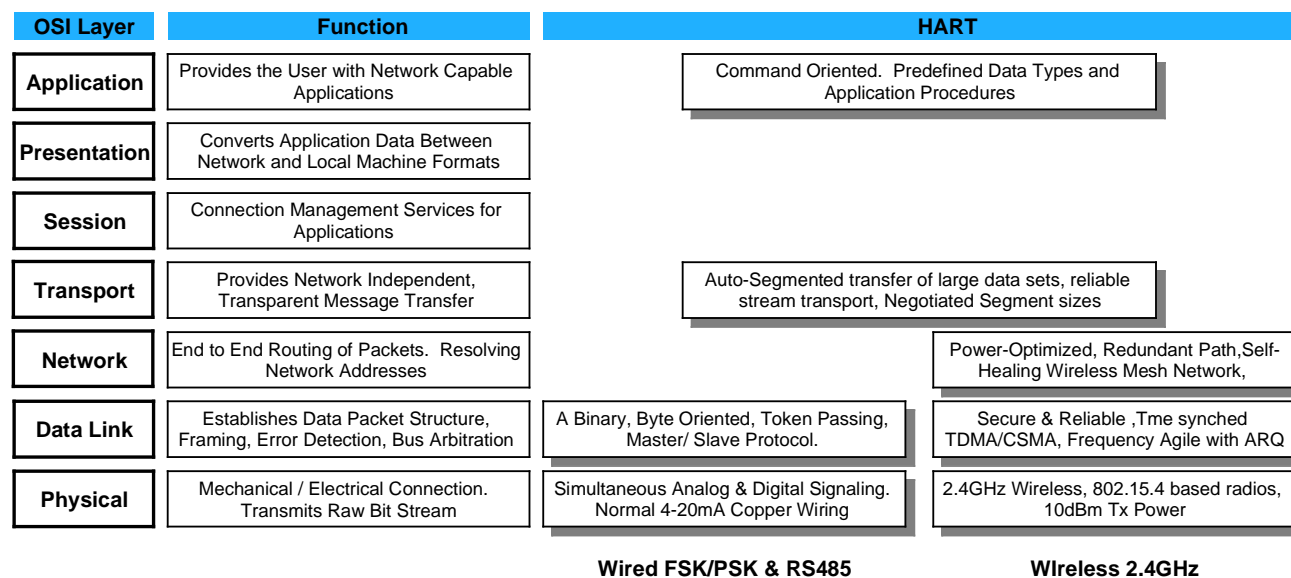 OSI Layer Function HART
Application
Provides the User with Network Capable
Applications
Command Oriented. Predefined Data Types and
Application Procedures
Presentation
Converts Application Data Between
Network and Local Machine Formats
Session
Connection Management Services for
Applications
Transport
Provides Network Independent,
Transparent Message Transfer
Auto-Segmented transfer of large data sets, reliable
stream transport, Negotiated Segment sizes
Network
End to End Routing of Packets. Resolving
Network Addresses
Power-Optimized, Redundant Path,Self-
Healing Wireless Mesh Network,
Data Link
Establishes Data Packet Structure,
Framing, Error Detection, Bus Arbitration
A Binary, Byte Oriented, Token Passing,
Master/ Slave Protocol.
Secure & Reliable ,Tme synched
TDMA/CSMA, Frequency Agile with ARQ
Physical
Mechanical / Electrical Connection.
Transmits Raw Bit Stream
Simultaneous Analog & Digital Signaling.
Normal 4-20mA Copper Wiring
2.4GHz Wireless, 802.15.4 based radios,
10dBm Tx Power
Wired FSK/PSK & RS485
WIreless 2.4GHz